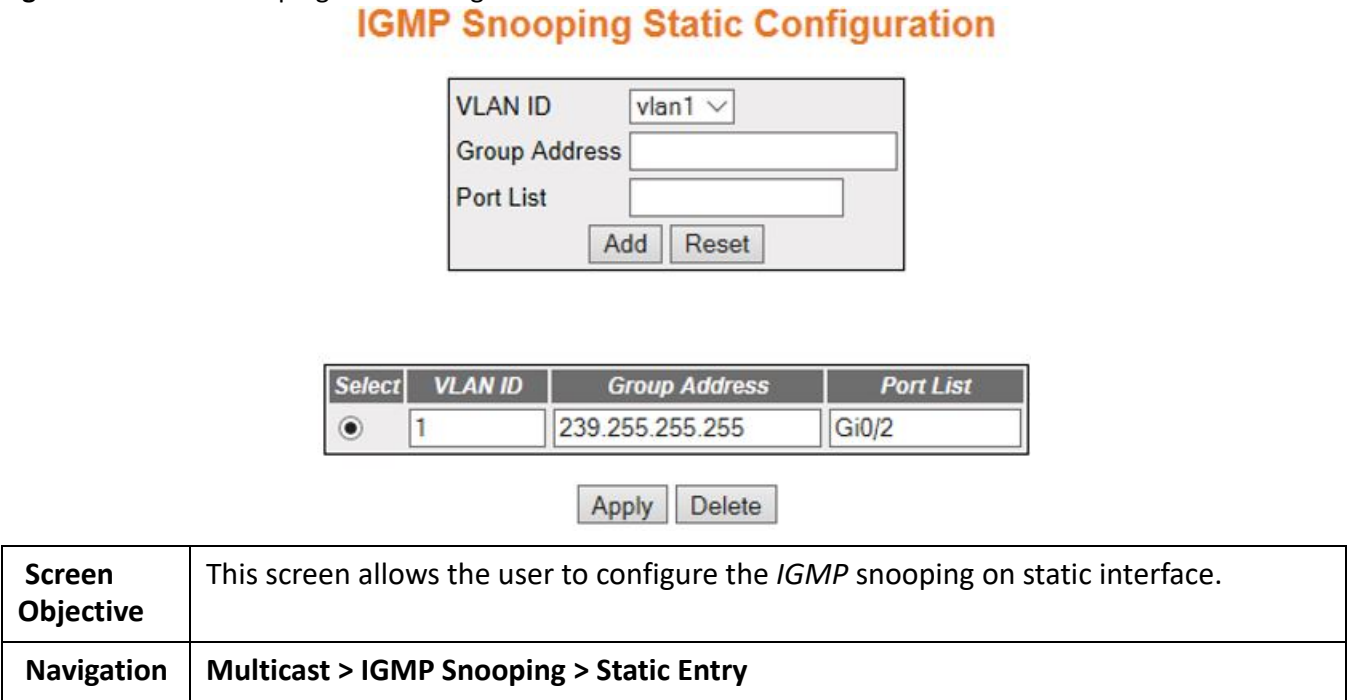 IGMP Snooping Static Configuration
VLAN ID vlan1
Group Address
Port List
Add Reset
Select VLAN ID Group Address Port List
1 239.255.255.255 Gi0/2
Apply Delete
Screen Objective This screen allows the user to configure the IGMP snooping on static interface.
Navigation Multicast > IGMP Snooping > Static Entry